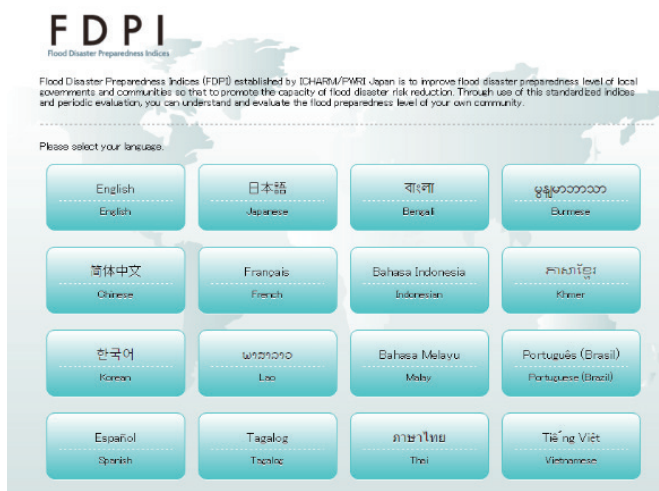 FDPI
Flood Disaster Preparedness Indices
Flood Disaster Preparedness Indices (FDPI) established by ICHARM/PWRI Japan is to improve flood disaster preparedness level of local
governments and communities so that to promote the capacity of flood disaster risk reduction. Through use of this standardized indices
and periodic evaluation, you can understand and evaluate the flood preparedness level of your own community.
Please select your language.
English
English
日本語
Japanese
বাংলা
Bengali
မြန်မာဘာသာ
Burmese
简体中文
Chinese
Français
French
Bahasa Indonesia
Indonesian
ភាសាខ្មែរ
Khmer
한국어
Korean
ພາສາລາວ
Lao
Bahasa Melayu
Malay
Português (Brasil)
Portuguese (Brazil)
Español
Spanish
Tagalog
Tagalog
ภาษาไทย
Thai
Tiếng Việt
Vietnamese